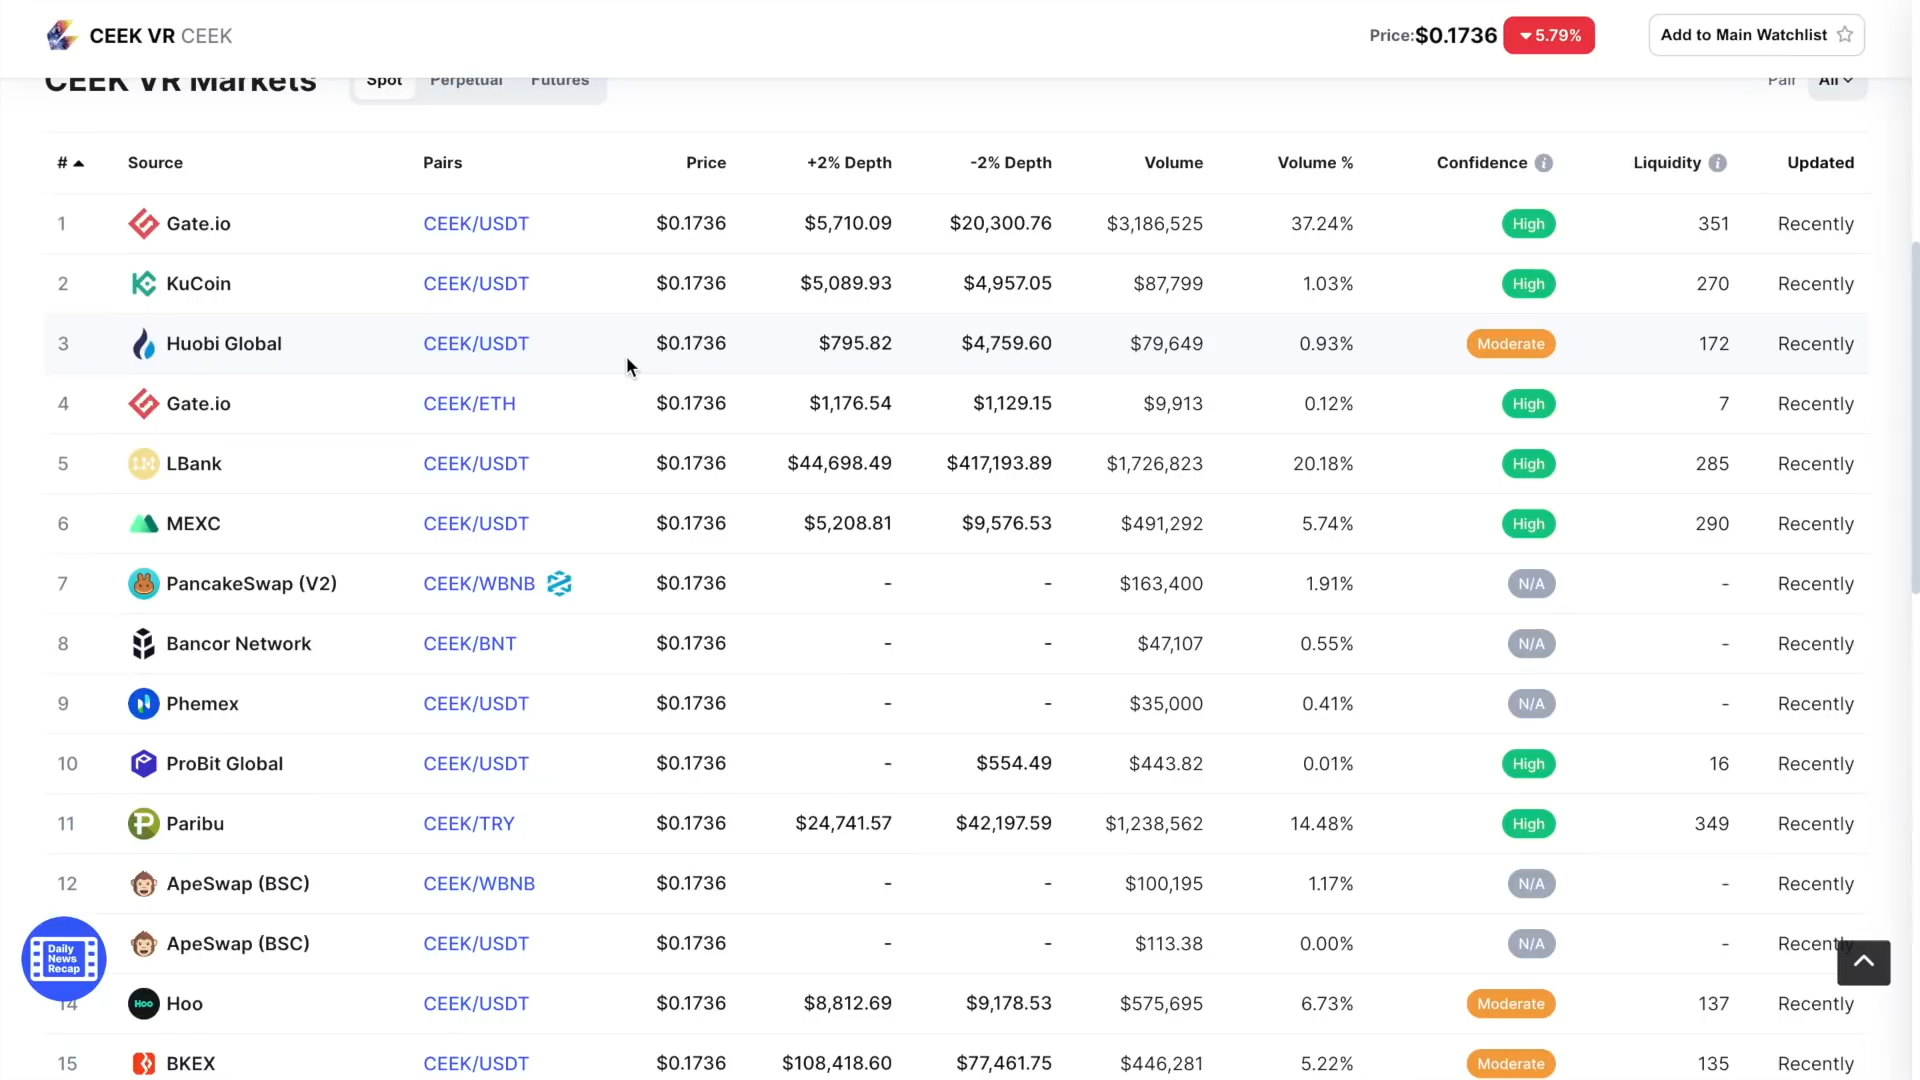 CEEK VR CEEK
Price:$0.1736 5.79% Add to Main Watchlist
CEEK VR Markets Spot Perpetual Futures Pair All
# Source Pairs Price +2% Depth -2% Depth Volume Volume % Confidence Liquidity Updated
1 Gate.io CEEK/USDT $0.1736 $5,710.09 $20,300.76 $3,186,525 37.24% High 351 Recently
2 KuCoin CEEK/USDT $0.1736 $5,089.93 $4,957.05 $87,799 1.03% High 270 Recently
3 Huobi Global CEEK/USDT $0.1736 $795.82 $4,759.60 $79,649 0.93% Moderate 172 Recently
4 Gate.io CEEK/ETH $0.1736 $1,176.54 $1,129.15 $9,913 0.12% High 7 Recently
5 LBank CEEK/USDT $0.1736 $44,698.49 $417,193.89 $1,726,823 20.18% High 285 Recently
6 MEXC CEEK/USDT $0.1736 $5,208.81 $9,576.53 $491,292 5.74% High 290 Recently
7 PancakeSwap (V2) CEEK/WBNB $0.1736 - - $163,400 1.91% N/A - Recently
8 Bancor Network CEEK/BNT $0.1736 - - $47,107 0.55% N/A - Recently
9 Phemex CEEK/USDT $0.1736 - - $35,000 0.41% N/A - Recently
10 ProBit Global CEEK/USDT $0.1736 - $554.49 $443.82 0.01% High 16 Recently
11 Paribu CEEK/TRY $0.1736 $24,741.57 $42,197.59 $1,238,562 14.48% High 349 Recently
12 ApeSwap (BSC) CEEK/WBNB $0.1736 - - $100,195 1.17% N/A - Recently
ApeSwap (BSC) CEEK/USDT $0.1736 - - $113.38 0.00% N/A - Recently
Daily
News
Recap
14 Hoo CEEK/USDT $0.1736 $8,812.69 $9,178.53 $575,695 6.73% Moderate 137 Recently
15 BKEX CEEK/USDT $0.1736 $108,418.60 $77,461.75 $446,281 5.22% Moderate 135 Recently